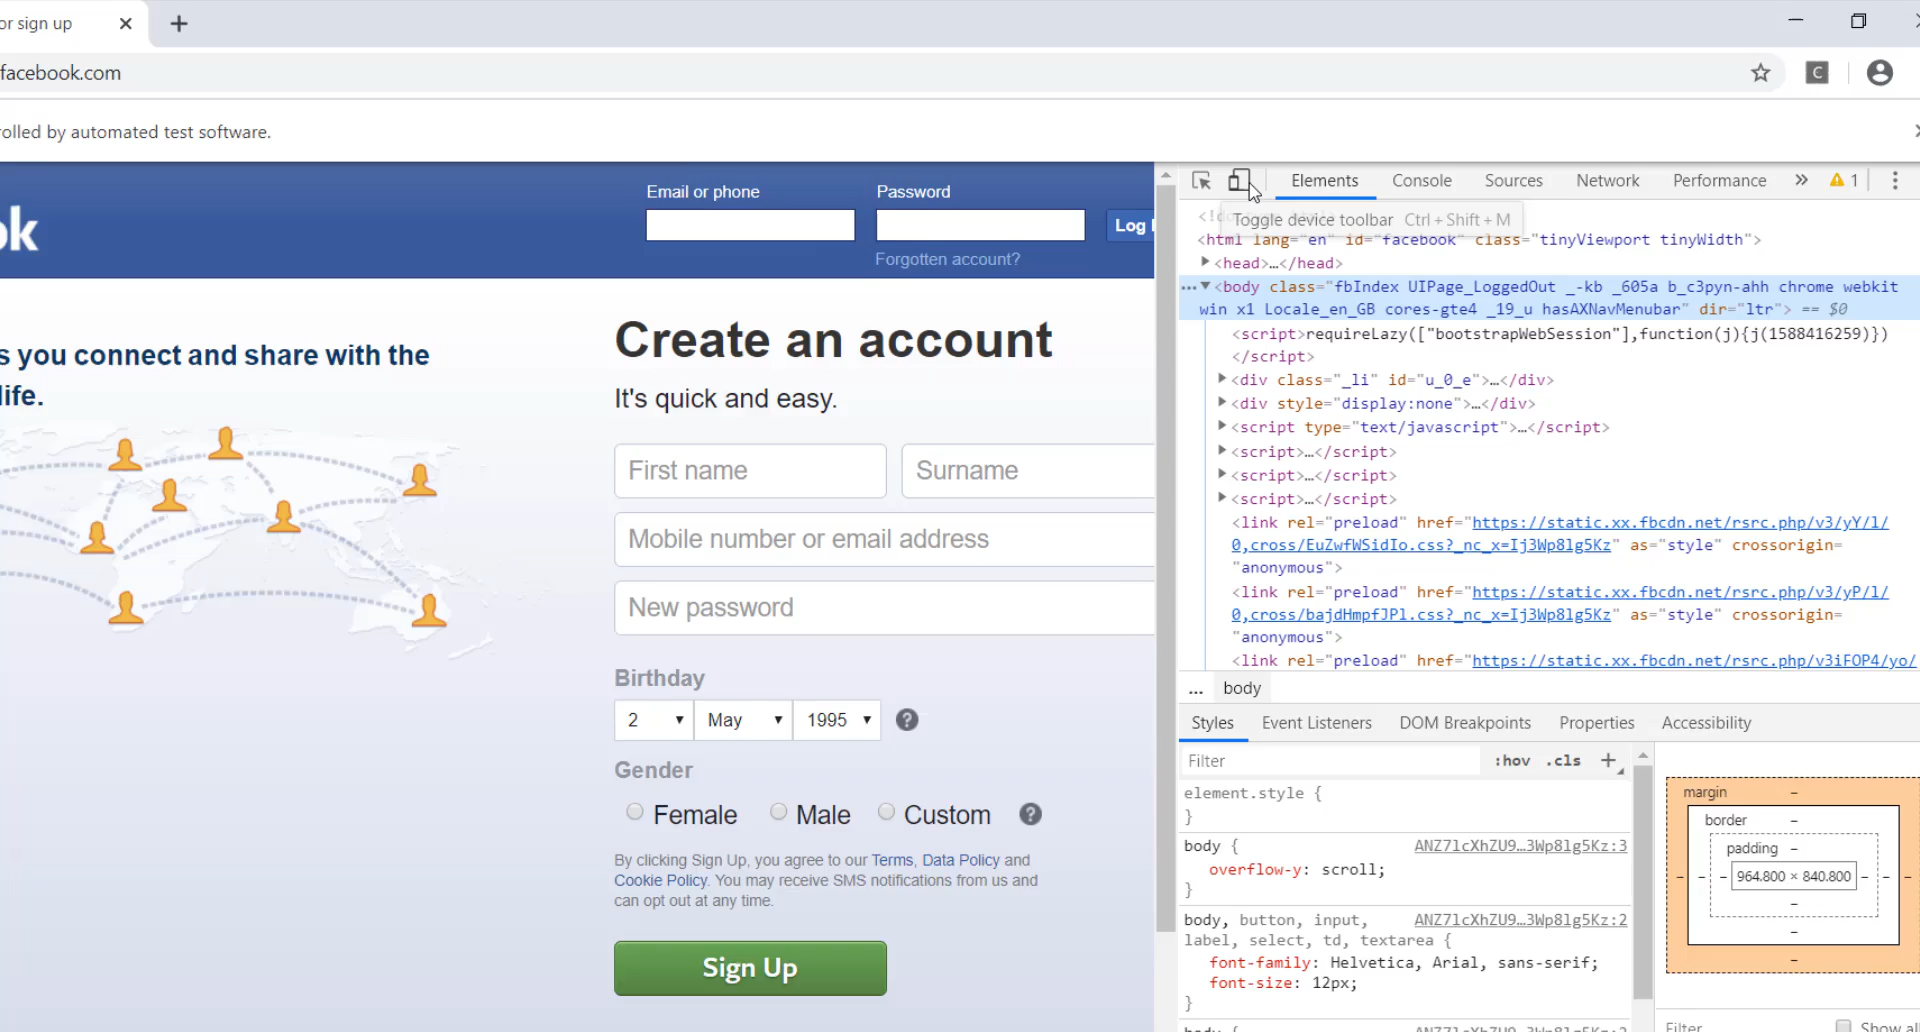 or sign up
facebook.com
C
olled by automated test software.
ok
Email or phone
Password
Log
Forgotten account?
s you connect and share with the
life.
Create an account
It's quick and easy.
First name
Surname
Mobile number or email address
New password
Birthday
2 May 1995
Gender
Female Male Custom
By clicking Sign Up, you agree to our Terms, Data Policy and
Cookie Policy. You may receive SMS notifications from us and
can opt out at any time.
Sign Up
Elements Console Sources Network Performance » 1
Toggle device toolbar Ctrl + Shift + M
<html lang="en" id="facebook" class="tinyViewport tinyWidth">
<head>…</head>
<body class="fbIndex UIPage_LoggedOut _-kb _605a b_c3pyn-ahh chrome webkit
win x1 Locale_en_GB cores-gte4 _19_u hasAXNavMenubar" dir="ltr"> == $0
<script>requireLazy(["bootstrapWebSession"],function(j){j(1588416259)})
</script>
<div class="_li" id="u_0_e">…</div>
<div style="display:none">…</div>
<script type="text/javascript">…</script>
<script>…</script>
<script>…</script>
<script>…</script>
<link rel="preload" href="https://static.xx.fbcdn.net/rsrc.php/v3/yY/l/
0,cross/EuZwfWSidIo.css?_nc_x=Ij3Wp8lg5Kz" as="style" crossorigin=
"anonymous">
<link rel="preload" href="https://static.xx.fbcdn.net/rsrc.php/v3/yP/l/
0,cross/bajdHmpfJPl.css?_nc_x=Ij3Wp8lg5Kz" as="style" crossorigin=
"anonymous">
<link rel="preload" href="https://static.xx.fbcdn.net/rsrc.php/v3iFOP4/yo/
... body
Styles Event Listeners DOM Breakpoints Properties Accessibility
Filter :hov .cls +
element.style {
}
body { ANZ7lcXhZU9…3Wp8lg5Kz:3
overflow-y: scroll;
}
body, button, input, ANZ7lcXhZU9…3Wp8lg5Kz:2
label, select, td, textarea {
font-family: Helvetica, Arial, sans-serif;
font-size: 12px;
}
margin –
border –
padding –
964.800 × 840.800
Filter
Show al